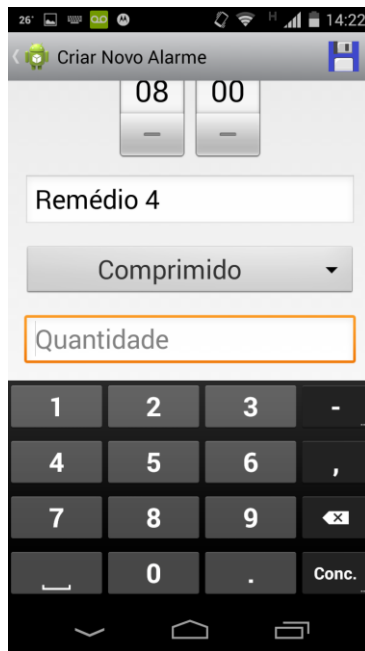 26° H 14:22
Criar Novo Alarme
08 00
Remédio 4
Comprimido
Quantidade
1 2 3 -
4 5 6 ,
7 8 9
0 . Conc.